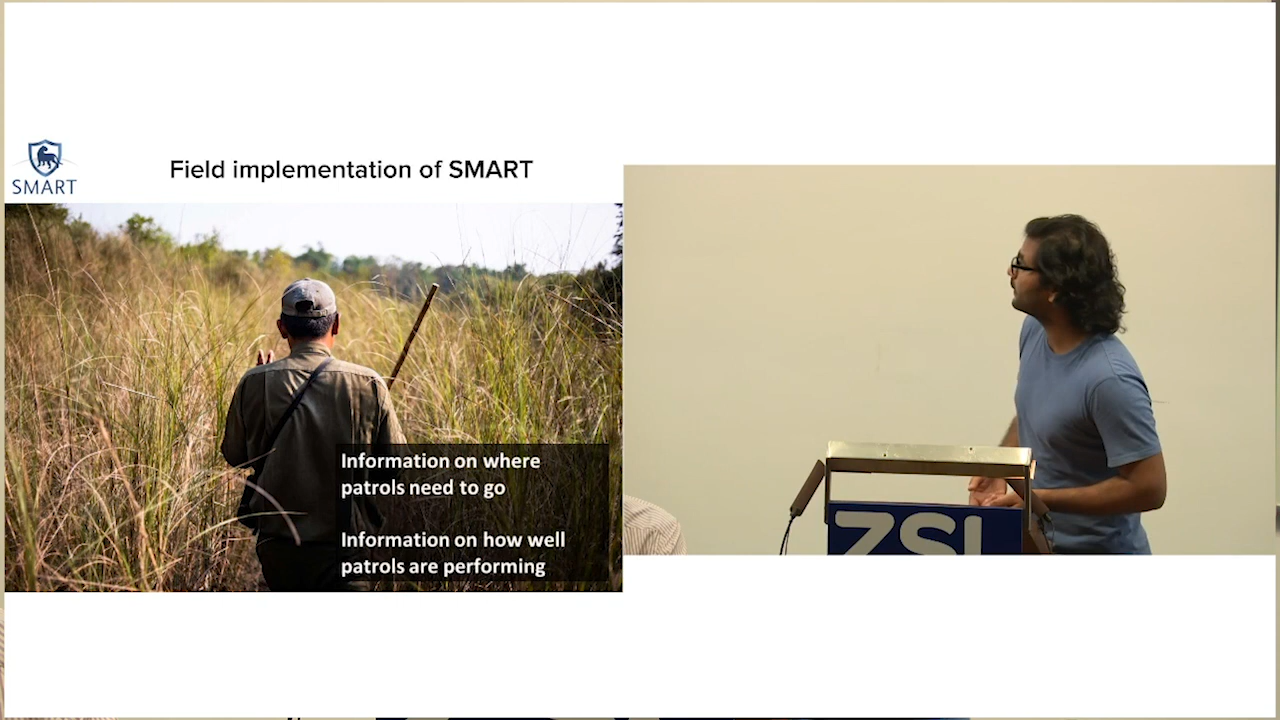 SMART
Field implementation of SMART
Information on where
patrols need to go
Information on how well
patrols are performing
ZSL